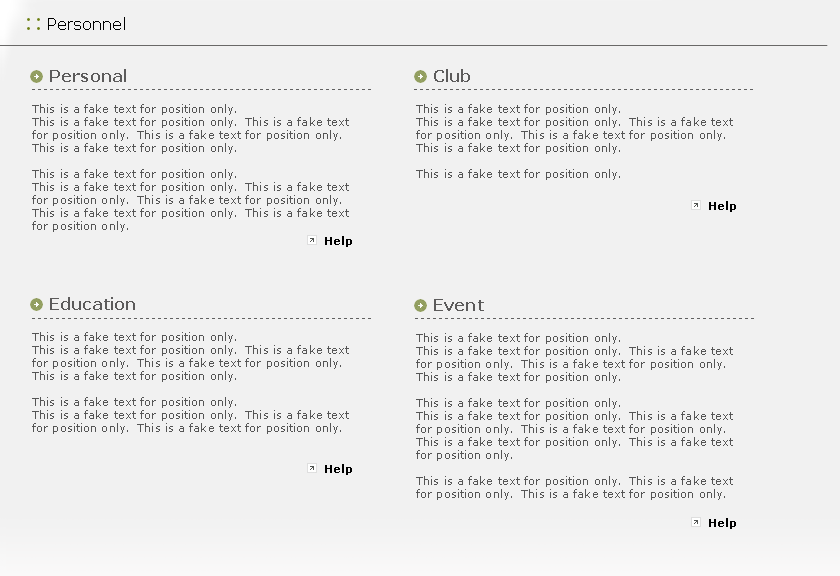 Personnel
Personal
This is a fake text for position only.
This is a fake text for position only.  This is a fake text
for position only.  This is a fake text for position only.
This is a fake text for position only.
This is a fake text for position only.
This is a fake text for position only.  This is a fake text
for position only.  This is a fake text for position only.
This is a fake text for position only.  This is a fake text
for position only.
Help
Club
This is a fake text for position only.
This is a fake text for position only.  This is a fake text
for position only.  This is a fake text for position only.
This is a fake text for position only.
This is a fake text for position only.
Help
Education
This is a fake text for position only.
This is a fake text for position only.  This is a fake text
for position only.  This is a fake text for position only.
This is a fake text for position only.
This is a fake text for position only.
This is a fake text for position only.  This is a fake text
for position only.  This is a fake text for position only.
Help
Event
This is a fake text for position only.
This is a fake text for position only.  This is a fake text
for position only.  This is a fake text for position only.
This is a fake text for position only.
This is a fake text for position only.
This is a fake text for position only.  This is a fake text
for position only.  This is a fake text for position only.
This is a fake text for position only.  This is a fake text
for position only.
This is a fake text for position only.  This is a fake text
for position only.  This is a fake text for position only.
Help